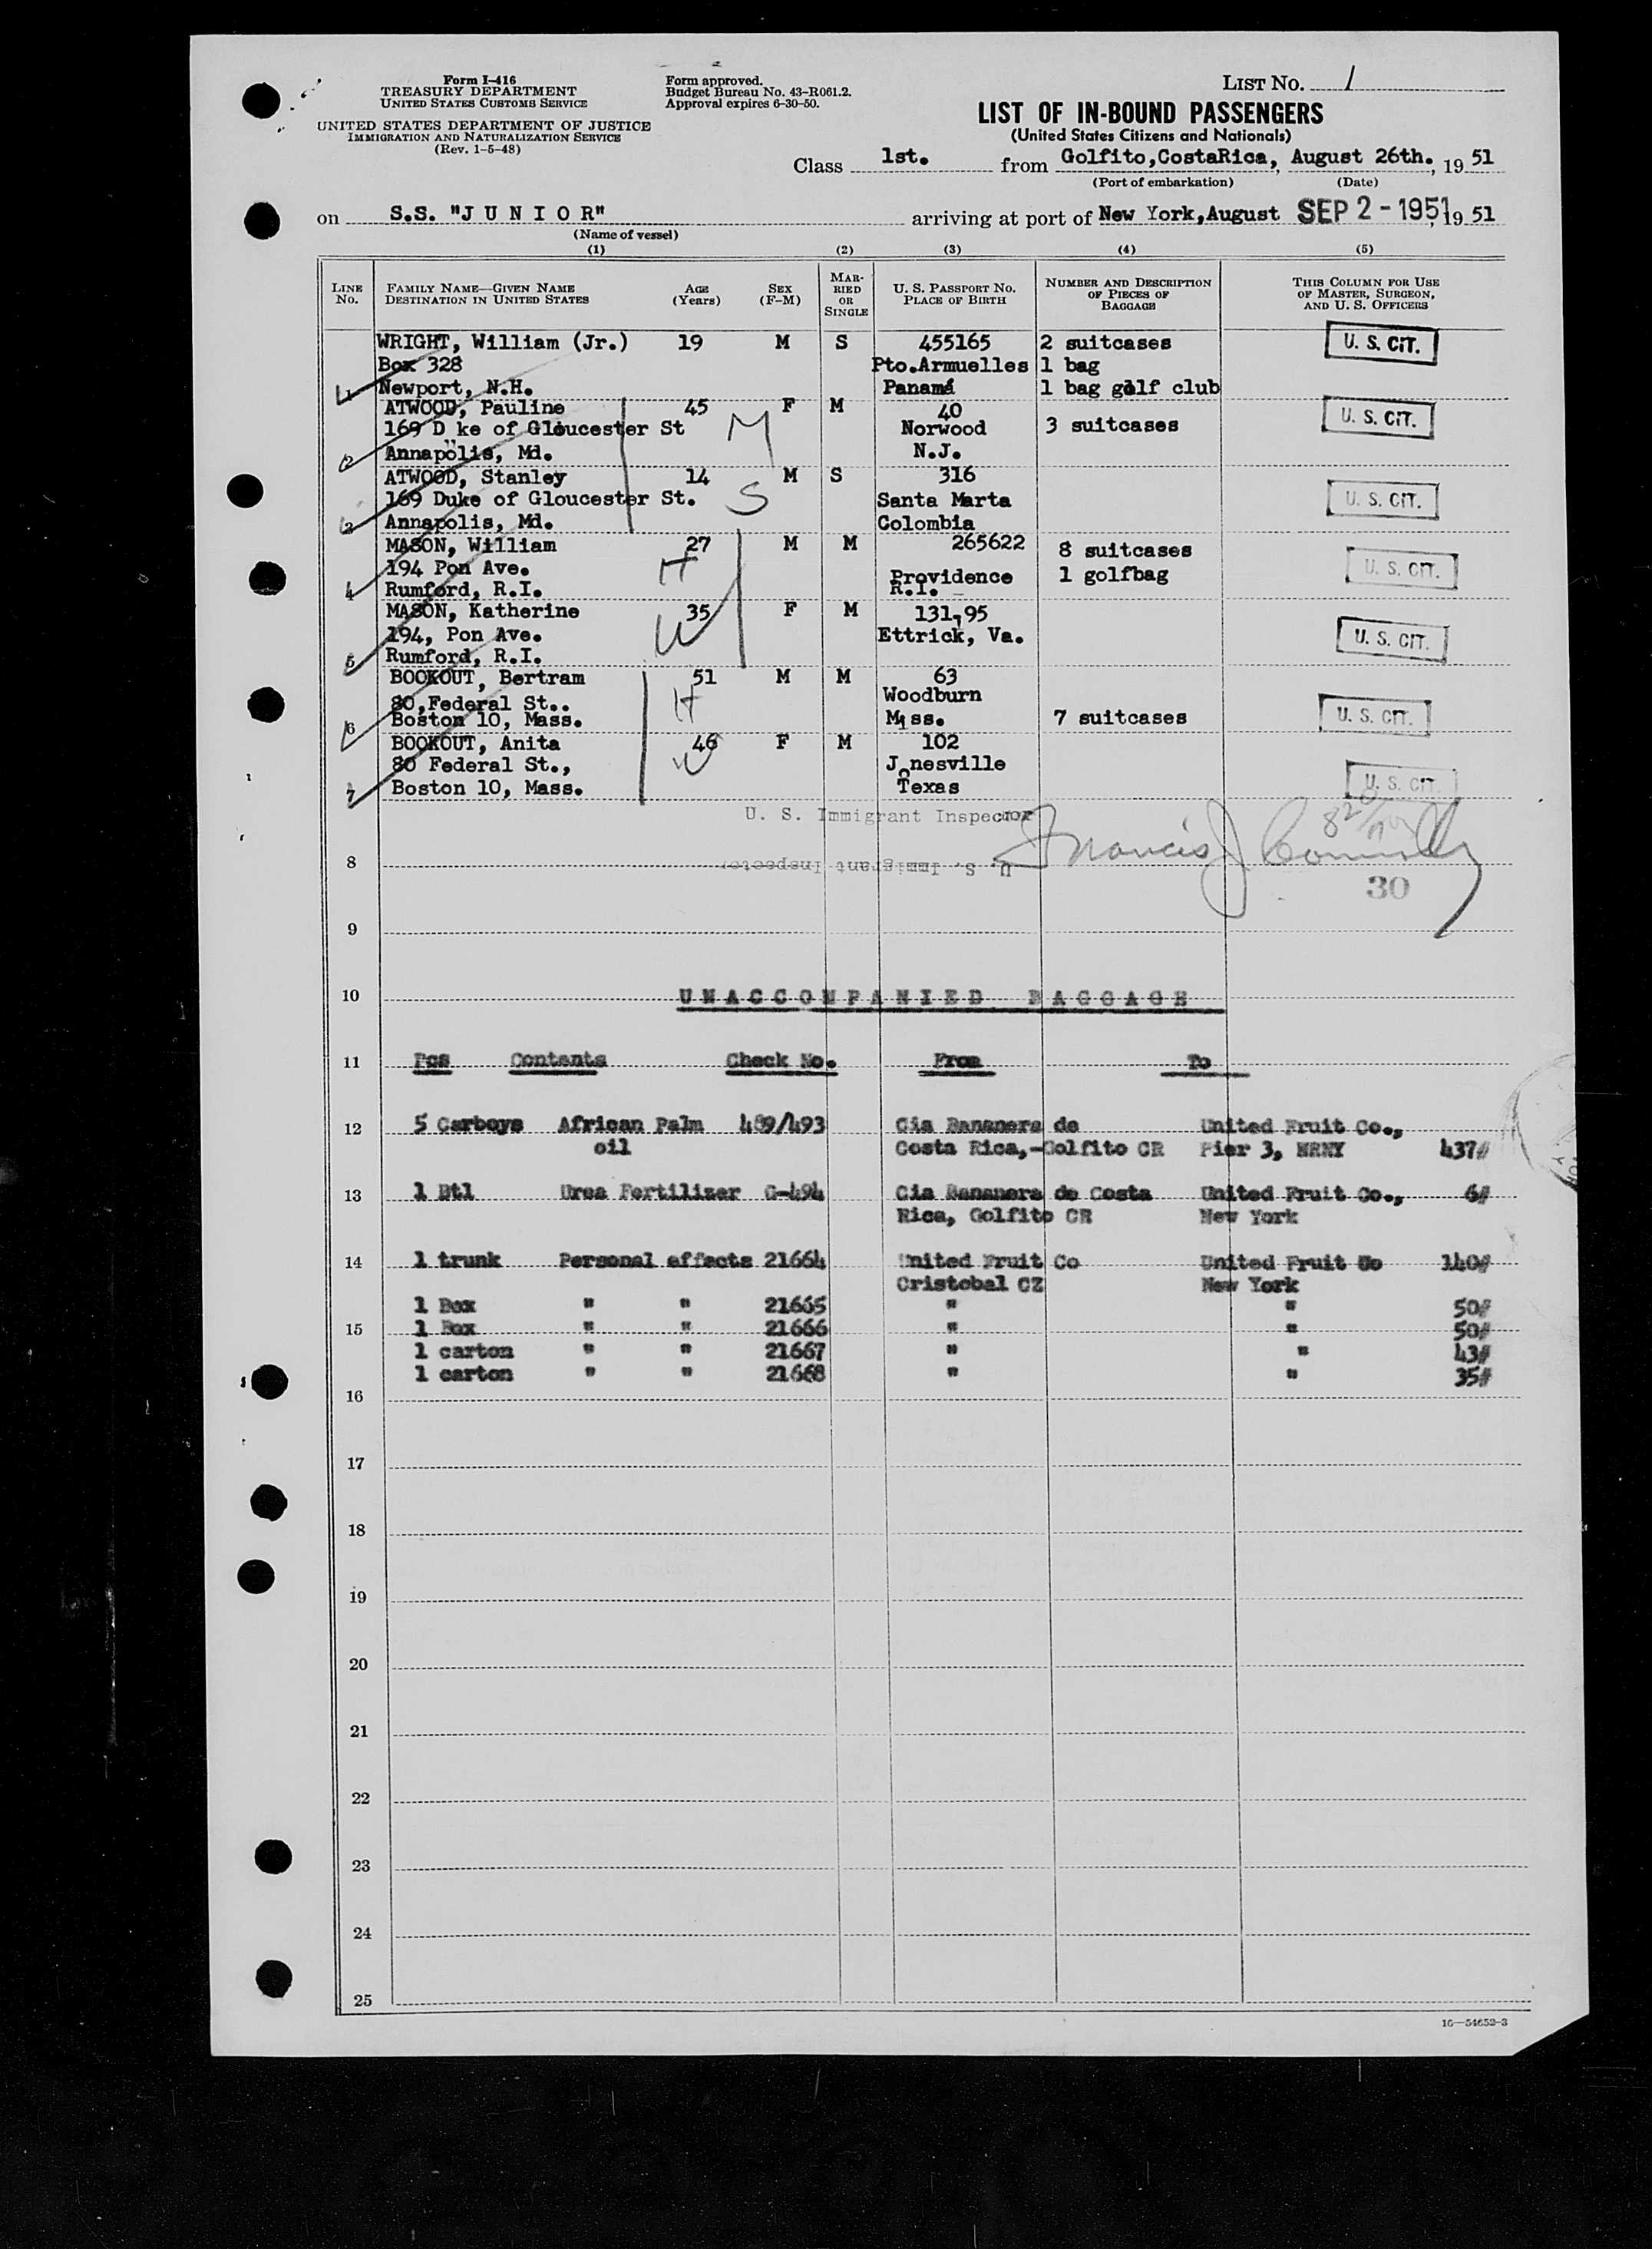 Form I-416
TREASURY DEPARTMENT
UNITED STATES CUSTOMS SERVICE
UNITED STATES DEPARTMENT OF JUSTICE
IMMIGRATION AND NATURALIZATION SERVICE
(Rev. 1-5-48)
Form approved.
Budget Bureau No. 43-R061.2.
Approval expires 6-30-50.
LIST NO. 1
LIST OF IN-BOUND PASSENGERS
(United States Citizens and Nationals)
Class 1st. from Golfito,CostaRica, August 26th., 19 51
(Port of embarkation) (Date)
on S.S. "J U N I O R" arriving at port of New York,August SEP 2 - 1951, 19 51
(Name of vessel)
(1) (2) (3) (4) (5)
LINE No. FAMILY NAME—GIVEN NAME DESTINATION IN UNITED STATES AGE (Years) SEX (F-M) MARRIED OR SINGLE U. S. PASSPORT NO. PLACE OF BIRTH NUMBER AND DESCRIPTION OF PIECES OF BAGGAGE THIS COLUMN FOR USE OF MASTER, SURGEON, AND U. S. OFFICERS
WRIGHT, William (Jr.) 19 M S 455165 2 suitcases U. S. CIT.
Box 328 Pto.Armuelles 1 bag
1 Newport, N.H. Panamá 1 bag golf club
ATWOOD, Pauline 45 F M 40 U. S. CIT.
169 D ke of Gloucester St M Norwood 3 suitcases
2 Annapolis, Md. N.J.
ATWOOD, Stanley 14 M S 316
169 Duke of Gloucester St. S Santa Marta U. S. CIT.
3 Annapolis, Md. Colombia
MASON, William 27 M M 265622 8 suitcases
194 Pon Ave. H Providence 1 golfbag U. S. CIT.
4 Rumford, R.I. R.I.
MASON, Katherine 35 F M 131,95
194, Pon Ave. W Ettrick, Va. U. S. CIT.
5 Rumford, R.I.
BOOKOUT, Bertram 51 M M 63
80,Federal St.. H Woodburn
6 Boston 10, Mass. Miss. 7 suitcases U. S. CIT.
BOOKOUT, Anita 46 F M 102
80 Federal St., W Jonesville
7 Boston 10, Mass. Texas U. S. CIT.
U. S. Immigrant Inspector
Francis J Connolly
8 U. S. Immigrant Inspector
30
9
10 UNACCOMPANIED BAGGAGE
11 Pcs Contents Check No. From To
12 5 Carboys African Palm 489/493 Cia Bananera de United Fruit Co.,
oil Costa Rica,-Golfito CR Pier 3, NRNY 437#
13 1 Btl Urea Fertilizer G-494 Cia Bananera de Costa United Fruit Co., 6#
Rica, Golfito CR New York
14 1 trunk Personal effects 21664 United Fruit Co United Fruit Co 140#
Cristobal CZ New York
1 Box " " 21665 " " 50#
15 1 Box " " 21666 " " 50#
1 carton " " 21667 " " 43#
1 carton " " 21668 " " 35#
16
17
18
19
20
21
22
23
24
25
16—54652-3